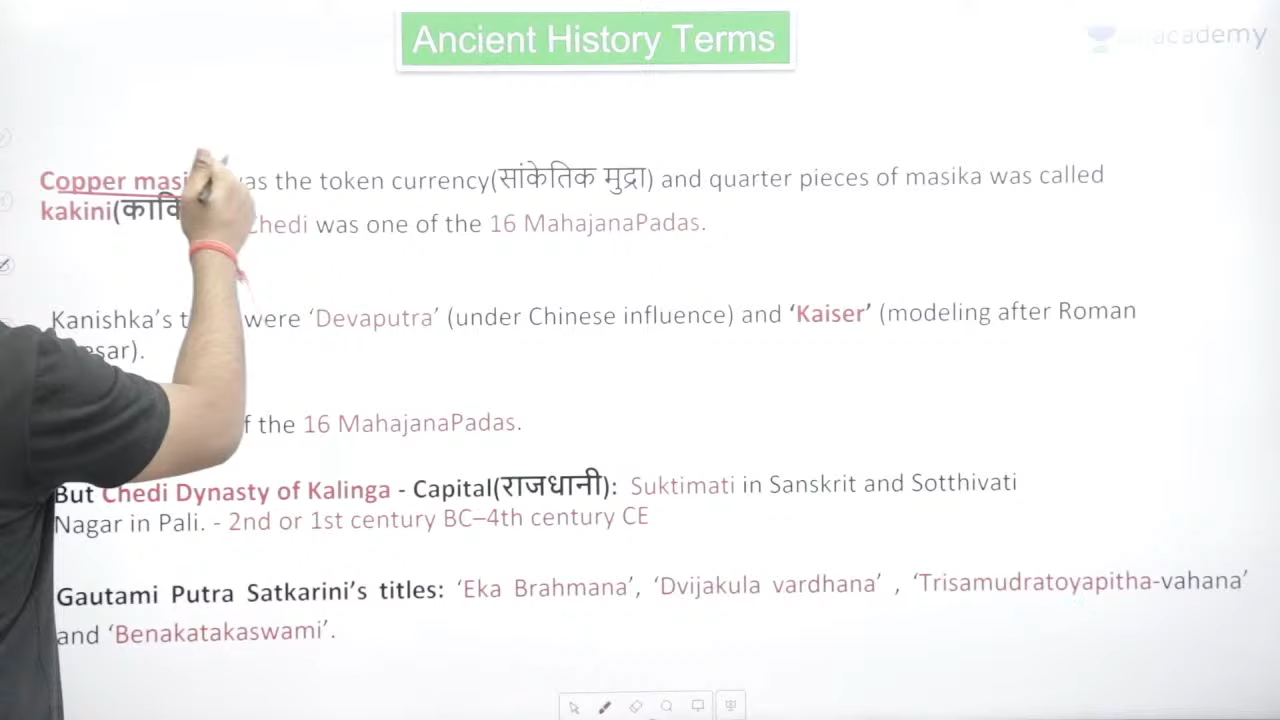 Ancient History Terms
Copper was the token currency(सांकेतिक मुद्रा) and quarter pieces of masika was called
kakini( Chedi was one of the 16 MahajanaPadas.
Kanishka's were ‘Devaputra’ (under Chinese influence) and ‘Kaiser’ (modeling after Roman
f the 16 MahajanaPadas.
But Chedi Dynasty of Kalinga - Capital(राजधानी): Suktimati in Sanskrit and Sotthivati
Nagar in Pali. - 2nd or 1st century BC–4th century CE
Gautami Putra Satkarini’s titles: ‘Eka Brahmana’, ‘Dvijakula vardhana’ , ‘Trisamudratoyapitha-vahana’
and ‘Benakatakaswami’.